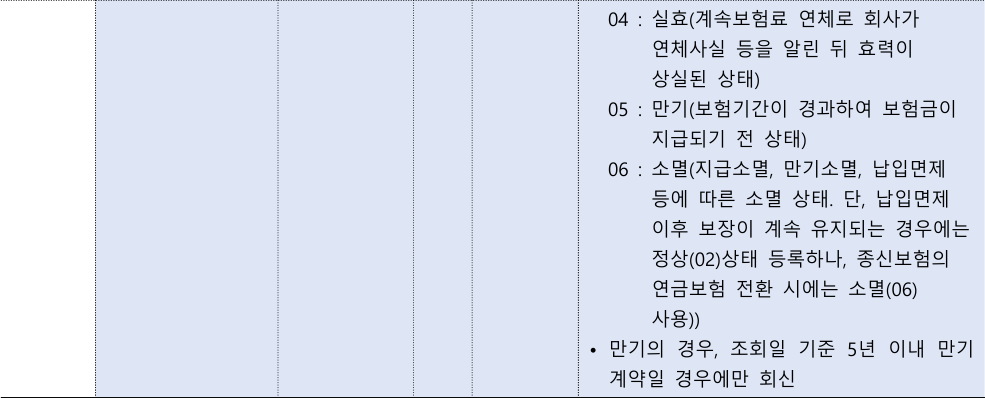 04 : 실효(계속보험료 연체로 회사가
연체사실 등을 알린 뒤 효력이
상실된 상태)
05 : 만기(보험기간이 경과하여 보험금이
지급되기 전 상태)
06 : 소멸(지급소멸, 만기소멸, 납입면제
등에 따른 소멸 상태. 단, 납입면제
이후 보장이 계속 유지되는 경우에는
정상(02)상태 등록하나, 종신보험의
연금보험 전환 시에는 소멸(06)
사용))
• 만기의 경우, 조회일 기준 5년 이내 만기
계약일 경우에만 회신